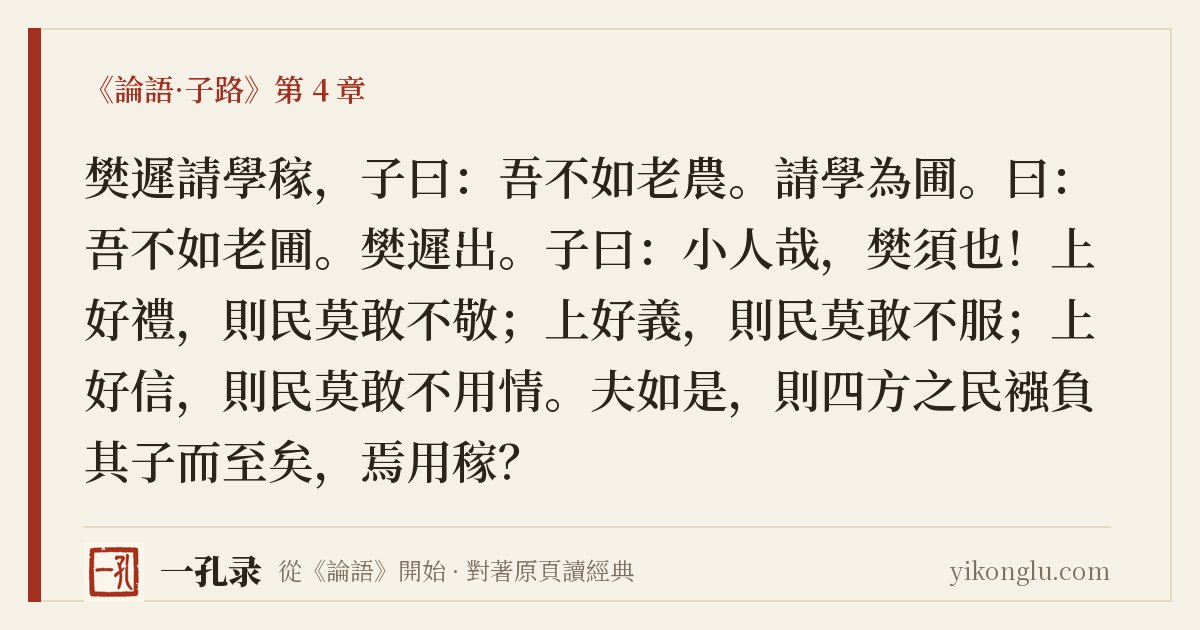 《論語·子路》第 4 章
樊遲請學稼，子曰：吾不如老農。請學為圃。曰：
吾不如老圃。樊遲出。子曰：小人哉，樊須也！上
好禮，則民莫敢不敬；上好義，則民莫敢不服；上
好信，則民莫敢不用情。夫如是，則四方之民襁負
其子而至矣，焉用稼？
一孔
一孔录 從《論語》開始 · 對著原頁讀經典 yikonglu.com